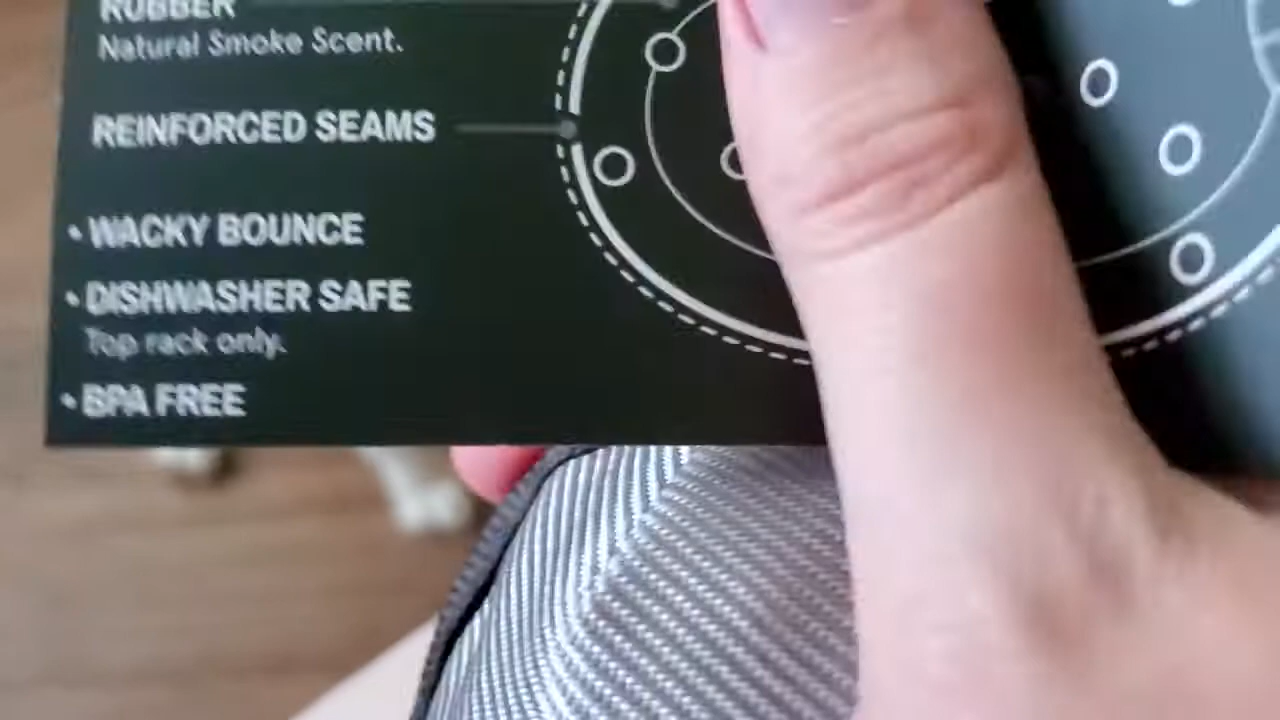 RUBBER
Natural Smoke Scent.
REINFORCED SEAMS
• WACKY BOUNCE
• DISHWASHER SAFE
Top rack only.
• BPA FREE